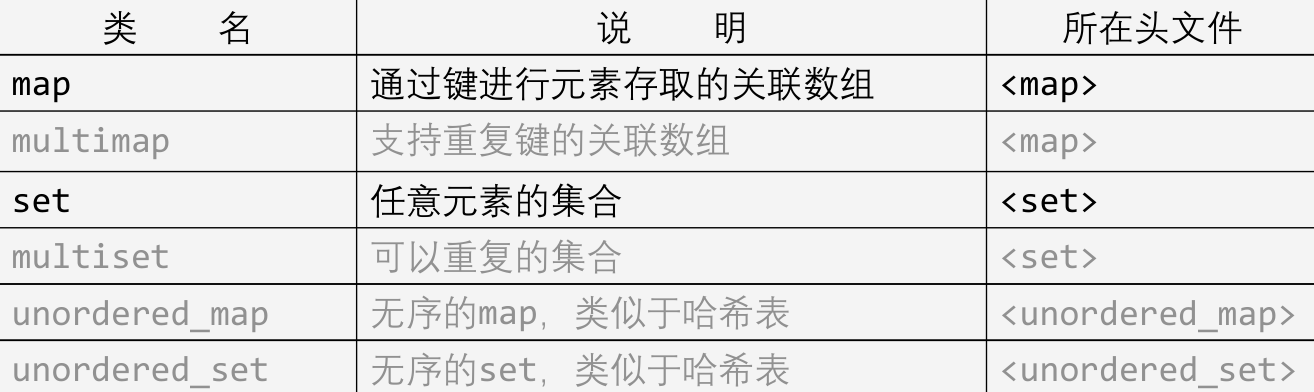 类 名 说 明 所在头文件
map 通过键进行元素存取的关联数组 <map>
multimap 支持重复键的关联数组 <map>
set 任意元素的集合 <set>
multiset 可以重复的集合 <set>
unordered_map 无序的map，类似于哈希表 <unordered_map>
unordered_set 无序的set，类似于哈希表 <unordered_set>